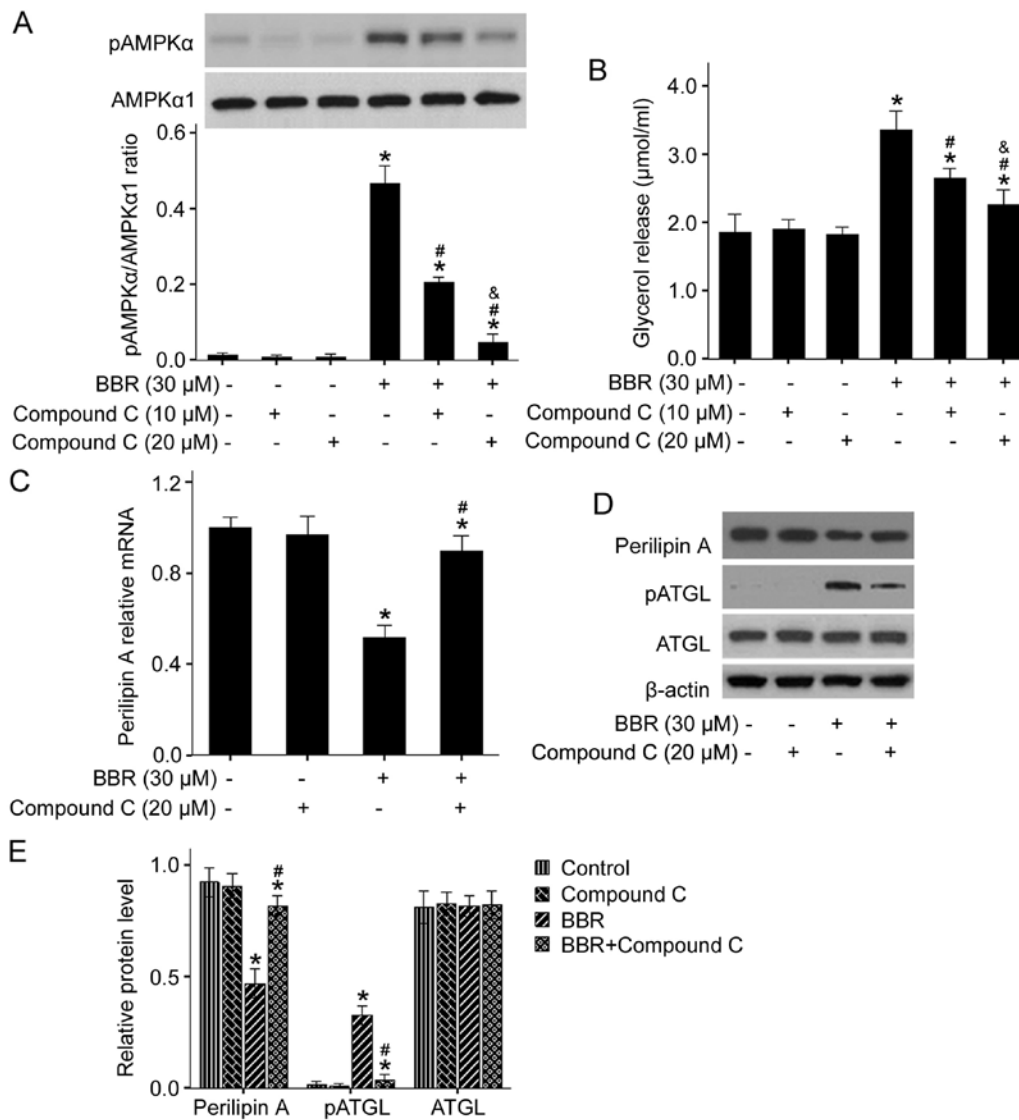 A
pAMPKα
AMPKα1
pAMPKα/AMPKα1 ratio
0.6
0.4
0.2
0.0
*
#
*
&
#
*
BBR (30 µM) - - - + + +
Compound C (10 µM) - + - - + -
Compound C (20 µM) - - + - - +
B
Glycerol release (µmol/ml)
4.0
3.0
2.0
1.0
0.0
*
#
*
&
#
*
BBR (30 µM) - - - + + +
Compound C (10 µM) - + - - + -
Compound C (20 µM) - - + - - +
C
Perilipin A relative mRNA
1.2
0.8
0.4
0.0
*
#
*
BBR (30 µM) - - + +
Compound C (20 µM) - + - +
D
Perilipin A
pATGL
ATGL
β-actin
BBR (30 µM) - - + +
Compound C (20 µM) - + - +
E
Relative protein level
1.0
0.5
0.0
*
#
*
*
#
*
Perilipin A pATGL ATGL
Control
Compound C
BBR
BBR+Compound C